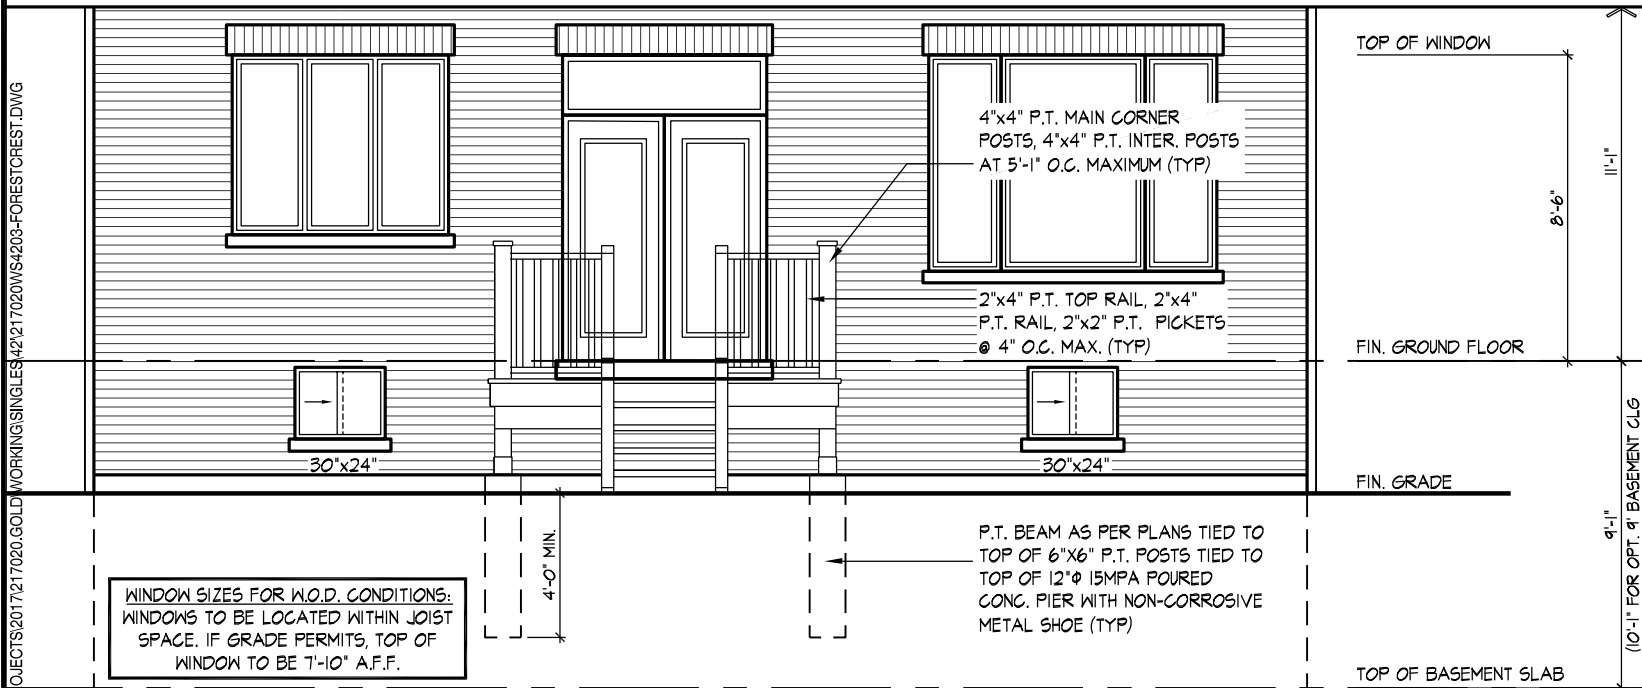 OJECTS\2017\217020.GOLD\WORKING\SINGLES\42\217020WS4203-FORESTCREST.DWG
TOP OF WINDOW
4"x4" P.T. MAIN CORNER
POSTS, 4"x4" P.T. INTER. POSTS
AT 5'-1" O.C. MAXIMUM (TYP)
11'-1"
8'-6"
2"x4" P.T. TOP RAIL, 2"x4"
P.T. RAIL, 2"x2" P.T. PICKETS
@ 4" O.C. MAX. (TYP)
FIN. GROUND FLOOR
30"x24"
30"x24"
FIN. GRADE
9'-1"
(10'-1" FOR OPT. 9' BASEMENT CLG
4'-0" MIN.
P.T. BEAM AS PER PLANS TIED TO
TOP OF 6"X6" P.T. POSTS TIED TO
TOP OF 12"Φ 15MPA POURED
CONC. PIER WITH NON-CORROSIVE
METAL SHOE (TYP)
WINDOW SIZES FOR W.O.D. CONDITIONS:
WINDOWS TO BE LOCATED WITHIN JOIST
SPACE. IF GRADE PERMITS, TOP OF
WINDOW TO BE 7'-10" A.F.F.
TOP OF BASEMENT SLAB